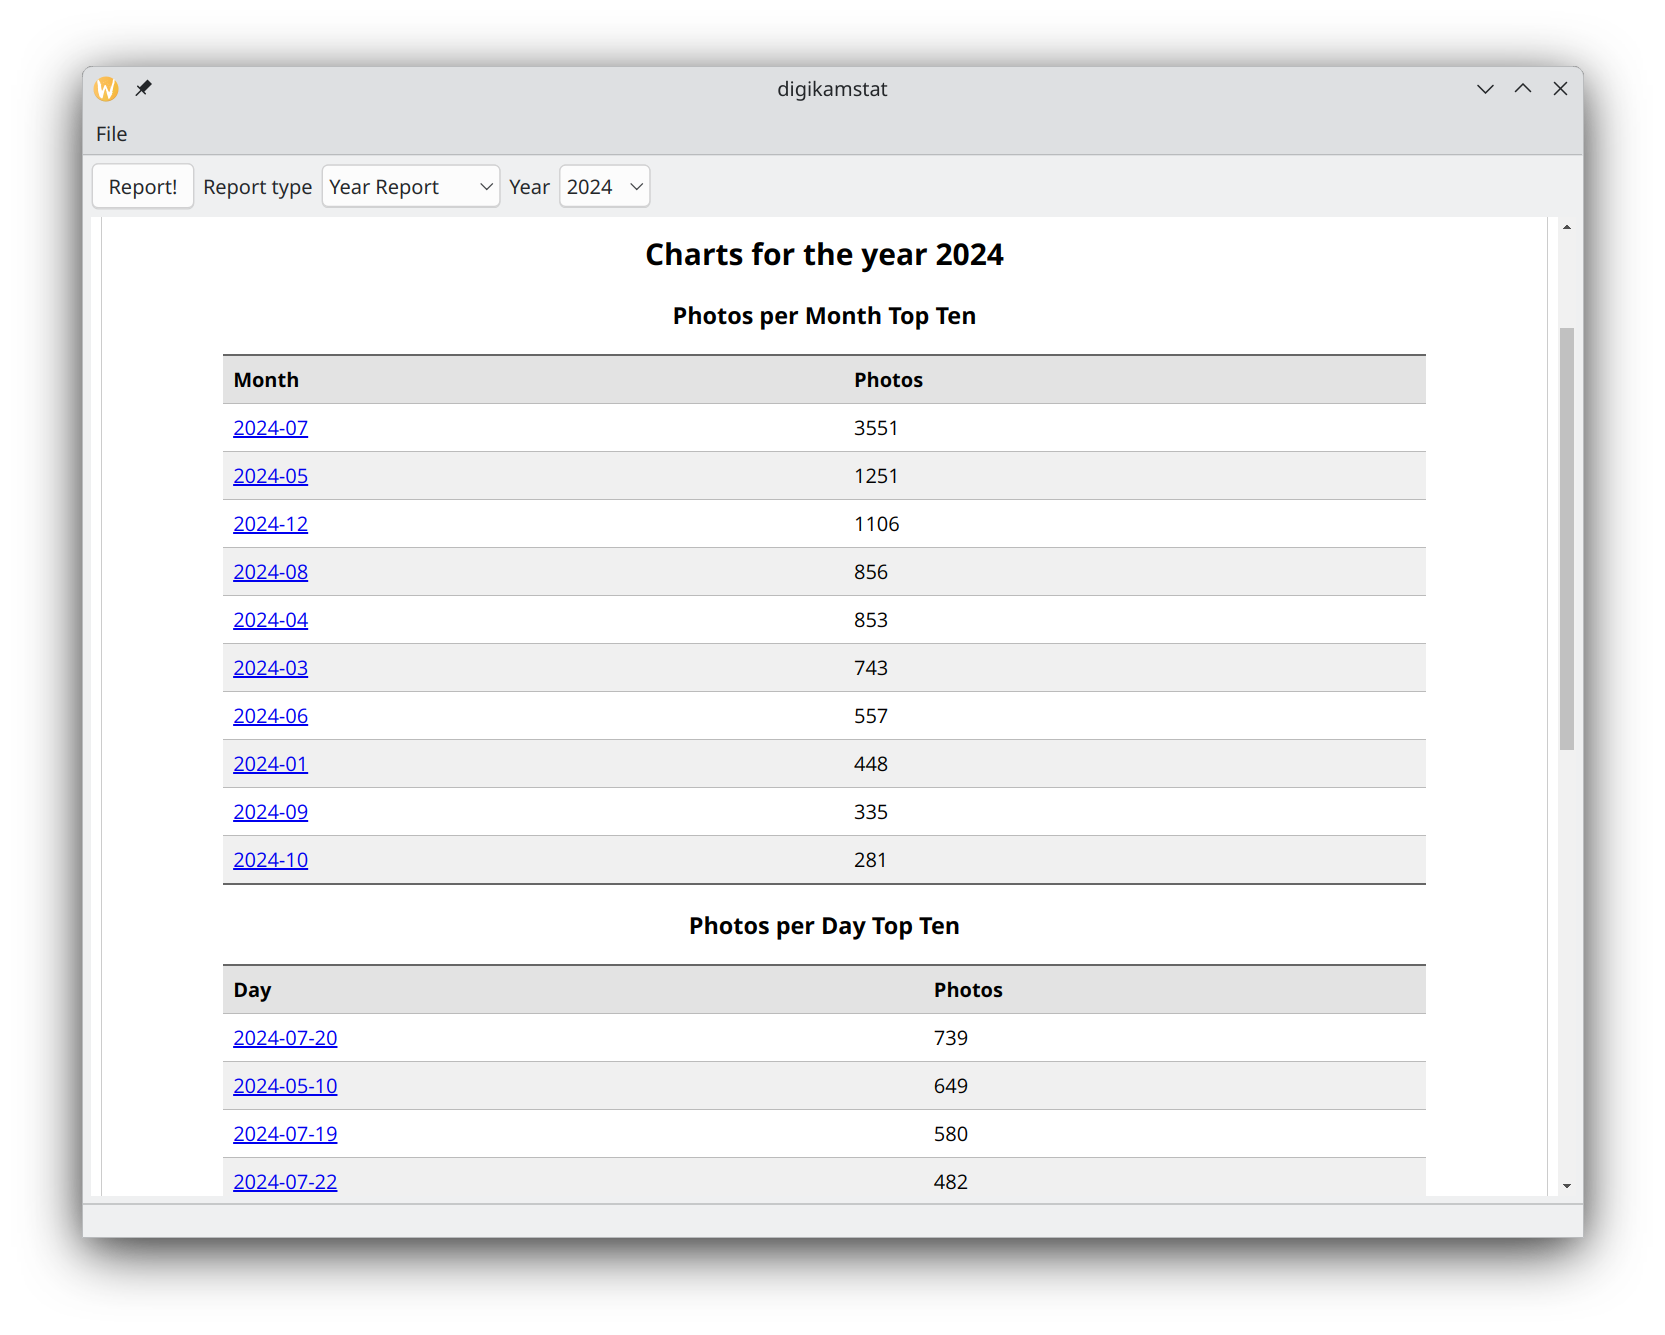 digikamstat
File
Report! Report type Year Report Year 2024
Charts for the year 2024
Photos per Month Top Ten
Month Photos
2024-07 3551
2024-05 1251
2024-12 1106
2024-08 856
2024-04 853
2024-03 743
2024-06 557
2024-01 448
2024-09 335
2024-10 281
Photos per Day Top Ten
Day Photos
2024-07-20 739
2024-05-10 649
2024-07-19 580
2024-07-22 482